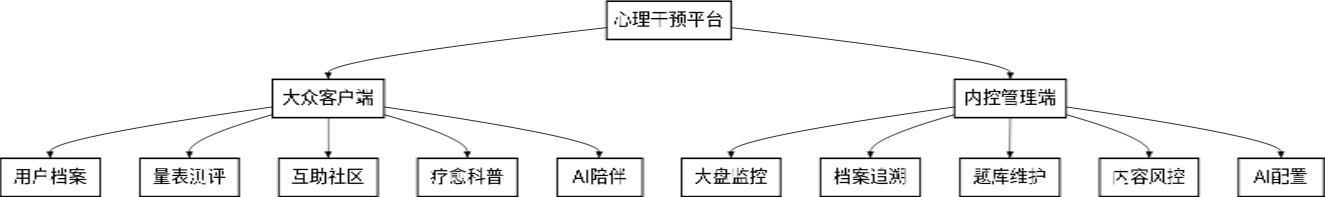 心理干预平台
大众客户端
内控管理端
用户档案
量表测评
互助社区
疗愈科普
AI陪伴
大盘监控
档案追溯
题库维护
内容风控
AI配置